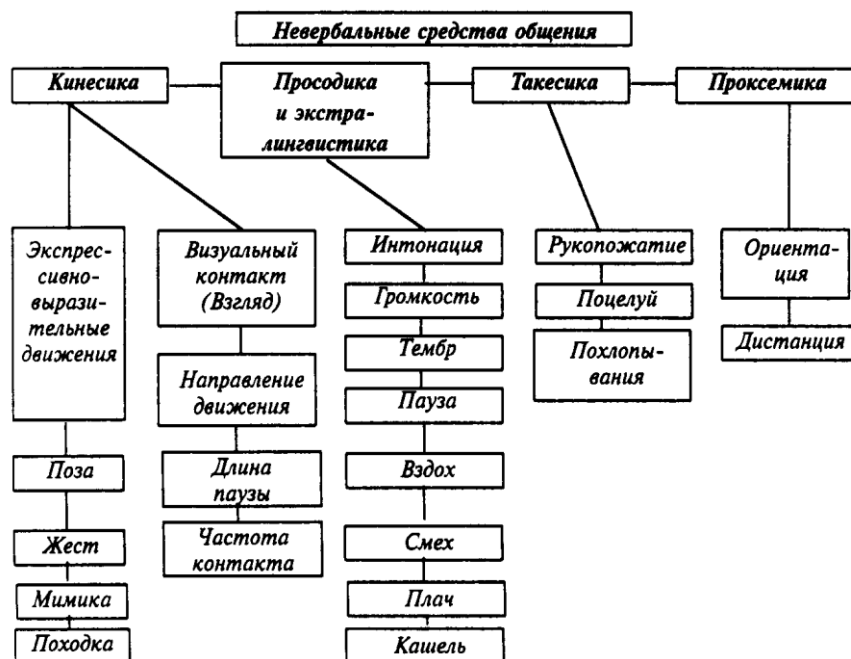 Невербальные средства общения
Кинесика
Просодика
и экстра-
лингвистика
Такесика
Проксемика
Экспрес-
сивно-
вырази-
тельные
движения
Поза
Жест
Мимика
Походка
Визуальный
контакт
(Взгляд)
Направление
движения
Длина
паузы
Частота
контакта
Интонация
Громкость
Тембр
Пауза
Вздох
Смех
Плач
Кашель
Рукопожатие
Поцелуй
Похлопы-
вания
Ориента-
ция
Дистанция